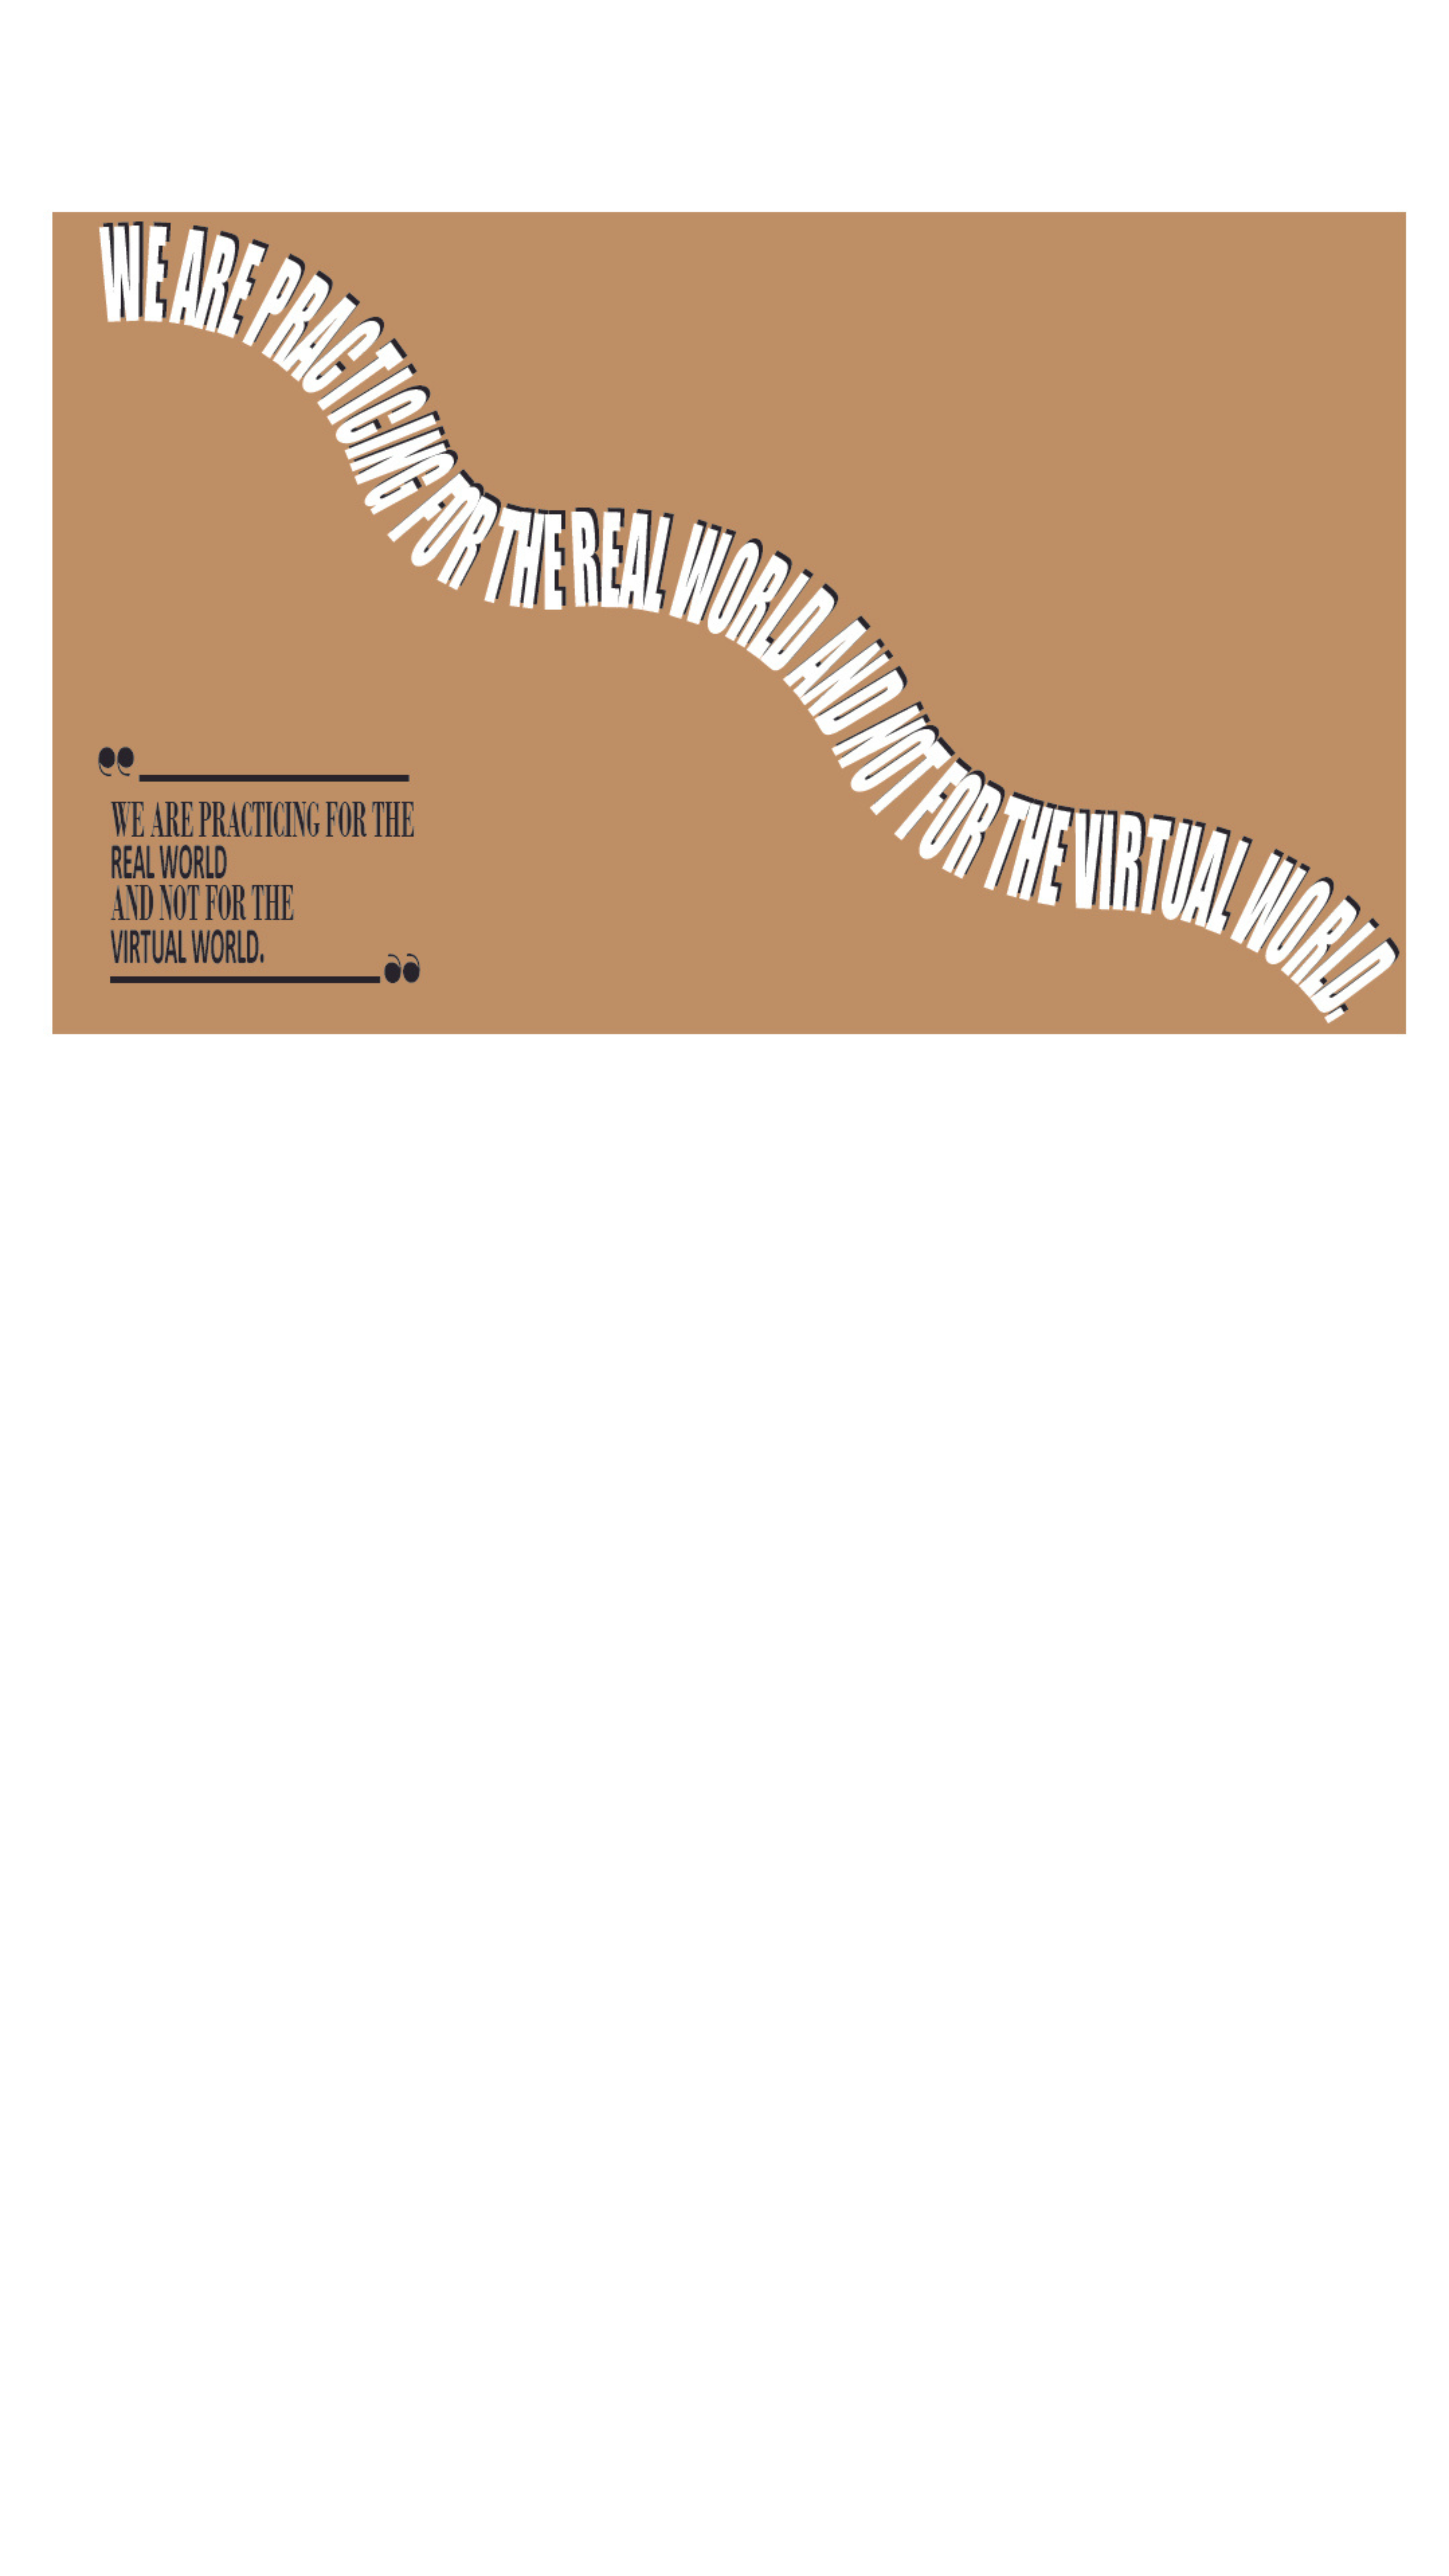 WE ARE PRACTICING FOR THE REAL WORLD AND NOT FOR THE VIRTUAL WORLD.
“
WE ARE PRACTICING FOR THE
REAL WORLD
AND NOT FOR THE
VIRTUAL WORLD.
”